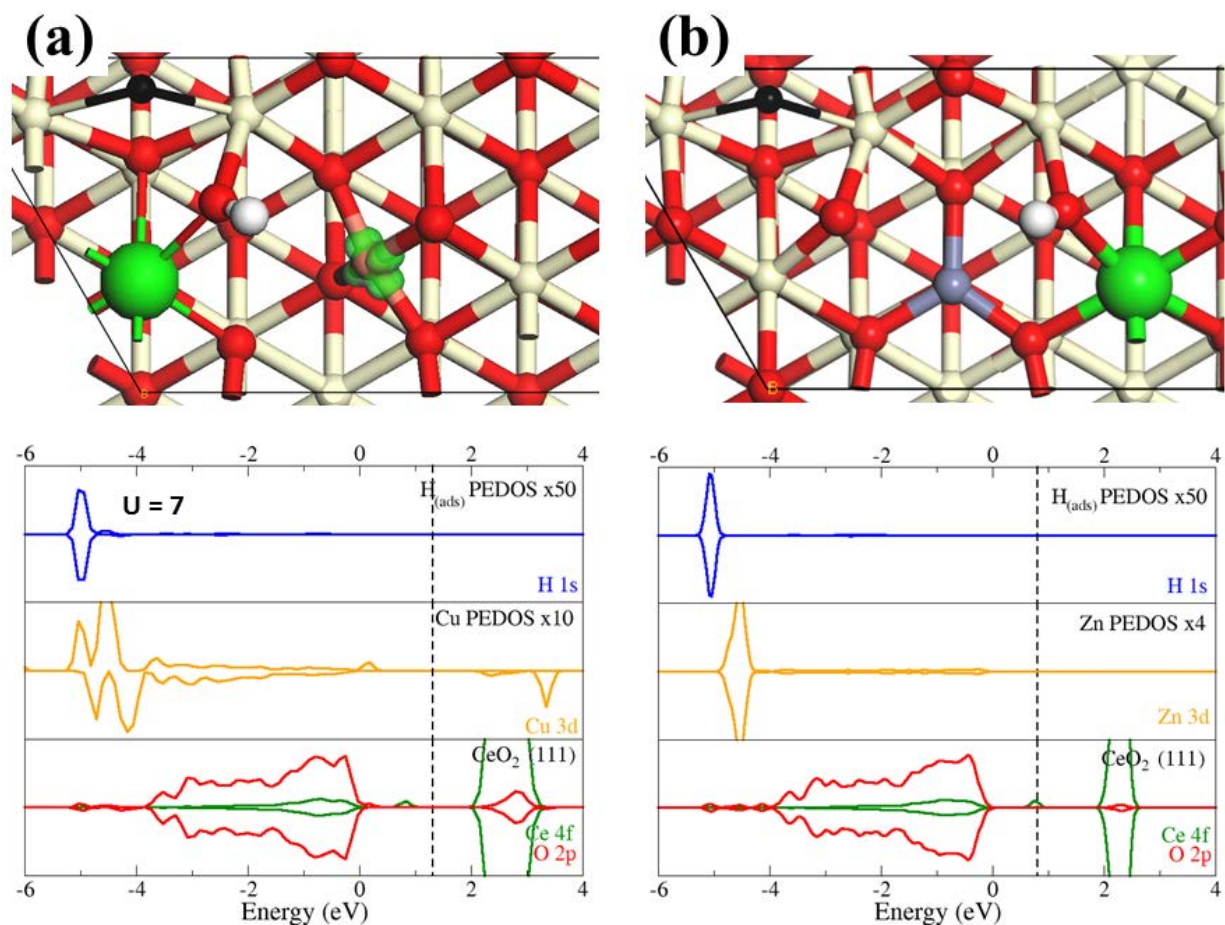 (a)
(b)
B
B
-6 -4 -2 0 2 4
U = 7
H(ads) PEDOS x50
H 1s
Cu PEDOS x10
Cu 3d
CeO2 (111)
Ce 4f
O 2p
-6 -4 -2 0 2 4
Energy (eV)
-6 -4 -2 0 2 4
H(ads) PEDOS x50
H 1s
Zn PEDOS x4
Zn 3d
CeO2 (111)
Ce 4f
O 2p
-6 -4 -2 0 2 4
Energy (eV)